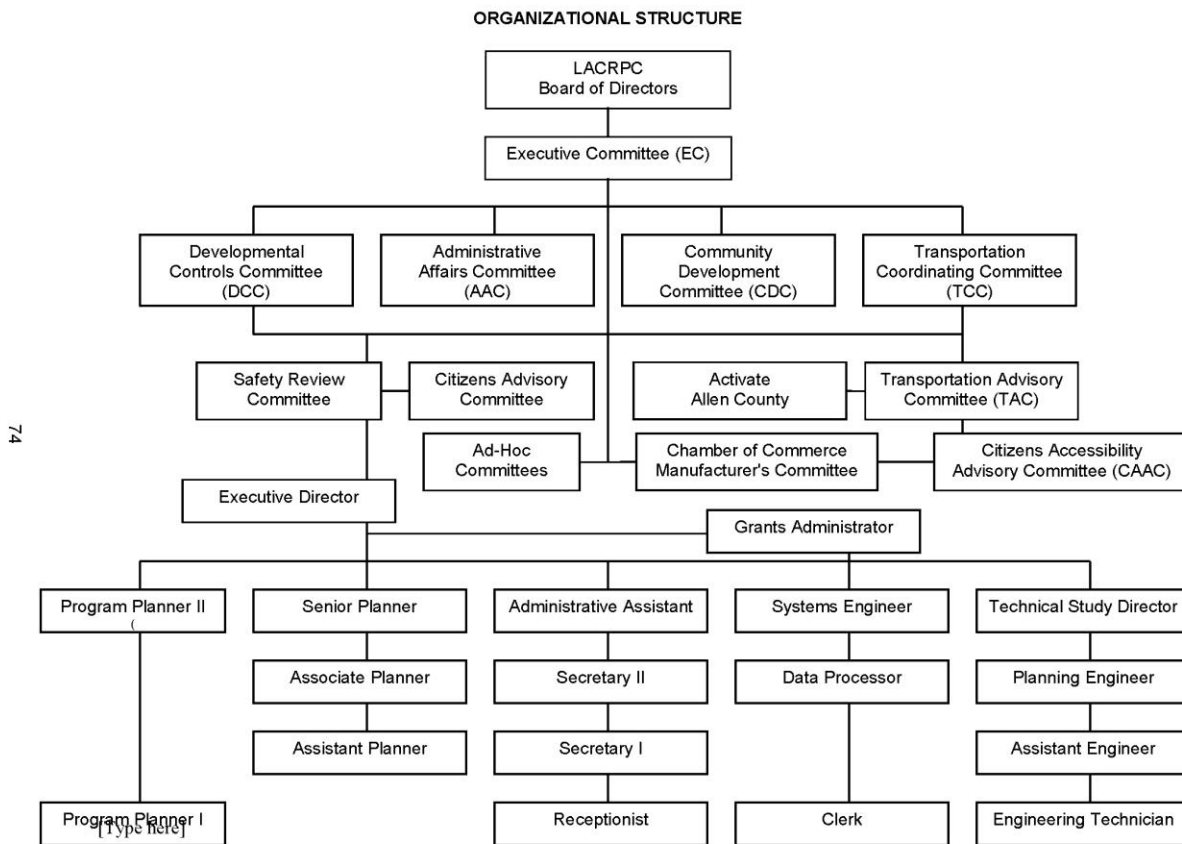 ORGANIZATIONAL STRUCTURE
LACRPC
Board of Directors
Executive Committee (EC)
Developmental
Controls Committee
(DCC)
Administrative
Affairs Committee
(AAC)
Community
Development
Committee (CDC)
Transportation
Coordinating Committee
(TCC)
Safety Review
Committee
Citizens Advisory
Committee
Activate
Allen County
Transportation Advisory
Committee (TAC)
74
Ad-Hoc
Committees
Chamber of Commerce
Manufacturer's Committee
Citizens Accessibility
Advisory Committee (CAAC)
Executive Director
Grants Administrator
Program Planner II
(
Senior Planner
Administrative Assistant
Systems Engineer
Technical Study Director
Associate Planner
Secretary II
Data Processor
Planning Engineer
Assistant Planner
Secretary I
Assistant Engineer
Program Planner I
[Type here]
Receptionist
Clerk
Engineering Technician